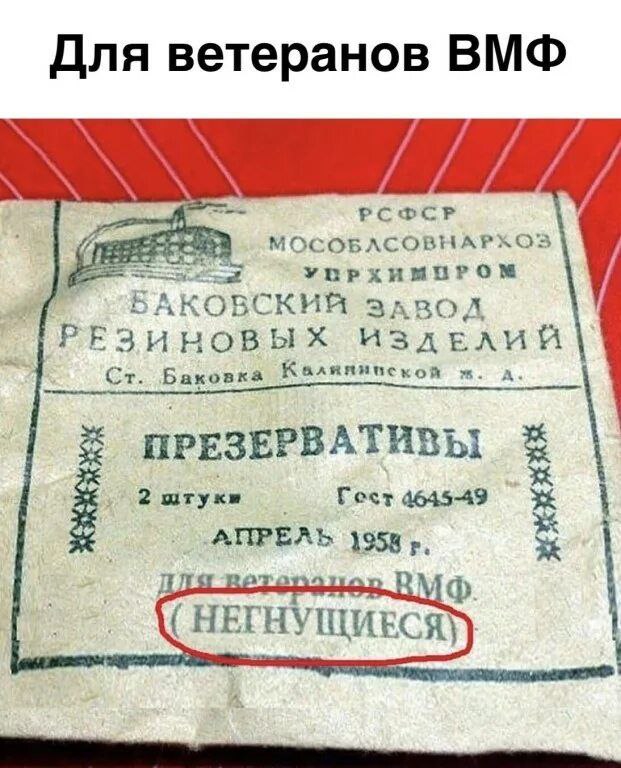 Для ветеранов ВМФ
РСФСР
МОСОБЛСОВНАРХОЗ
УПРХИМПРОМ
БАКОВСКИЙ ЗАВОД
РЕЗИНОВЫХ ИЗДЕЛИЙ
Ст. Баковка Калининской ж. д.
ПРЕЗЕРВАТИВЫ
2 штуки Гост 4645-49
АПРЕЛЬ 1958 г.
для ветеранов ВМФ.
(НЕГНУЩИЕСЯ)